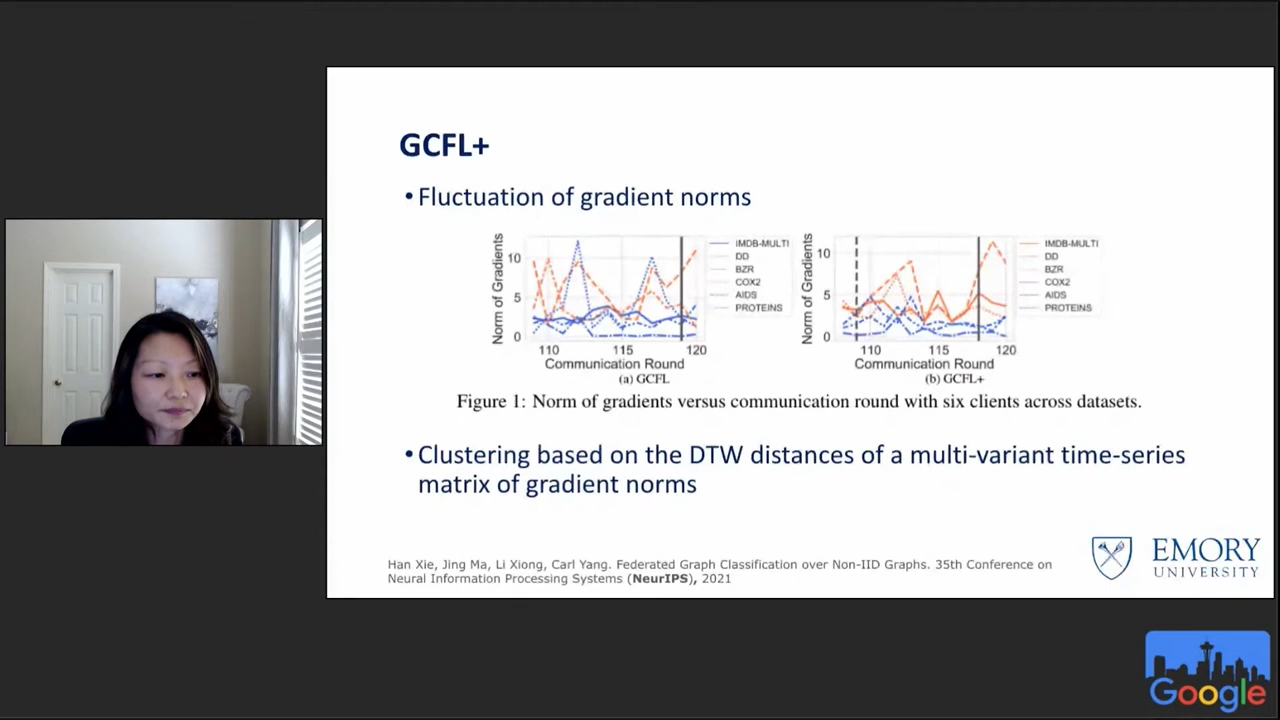 GCFL+
•Fluctuation of gradient norms
Norm of Gradients
10
5
0
110
115
120
Communication Round
(a) GCFL
IMDB-MULTI
DD
BZR
COX2
AIDS
PROTEINS
Norm of Gradients
10
5
0
110
115
120
Communication Round
(b) GCFL+
IMDB-MULTI
DD
BZR
COX2
AIDS
PROTEINS
Figure 1: Norm of gradients versus communication round with six clients across datasets.
•Clustering based on the DTW distances of a multi-variant time-series
matrix of gradient norms
Han Xie, Jing Ma, Li Xiong, Carl Yang. Federated Graph Classification over Non-IID Graphs. 35th Conference on
Neural Information Processing Systems (NeurIPS), 2021
EMORY
UNIVERSITY
Google